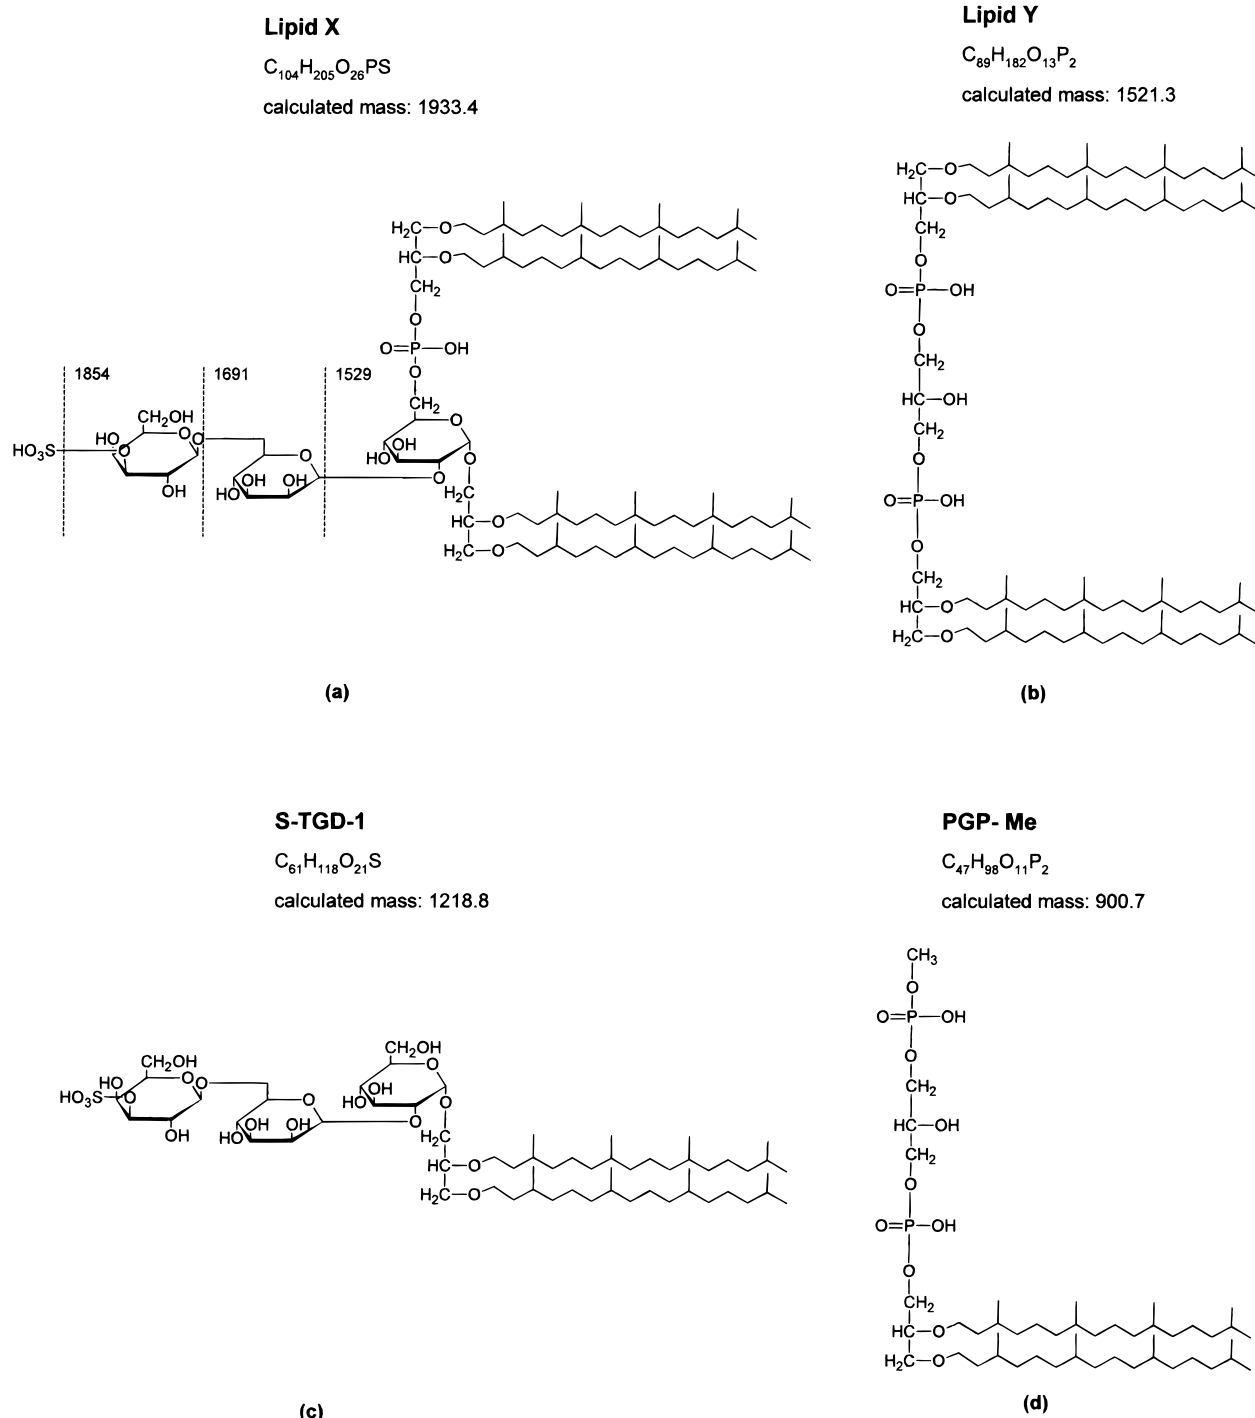 Lipid X
C104H205O26PS
calculated mass: 1933.4
H2C—O
HC—O
CH2
O
O=P—OH
O
CH2
1854
1691
1529
CH2OH
HO
O
O
O
HO3S
OH
O
OH
HO
OH
O
OH
HO
O
O
H2C
HC—O
H2C—O
(a)
Lipid Y
C89H182O13P2
calculated mass: 1521.3
H2C—O
HC—O
CH2
O
O=P—OH
O
CH2
HC—OH
CH2
O
O=P—OH
O
CH2
HC—O
H2C—O
(b)
S-TGD-1
C61H118O21S
calculated mass: 1218.8
CH2OH
CH2OH
HO
O
O
O
HO3S
O
OH
O
OH
HO
OH
OH
HO
O
O
H2C
HC—O
H2C—O
(c)
PGP- Me
C47H98O11P2
calculated mass: 900.7
CH3
O
O=P—OH
O
CH2
HC—OH
CH2
O
O=P—OH
O
CH2
HC—O
H2C—O
(d)